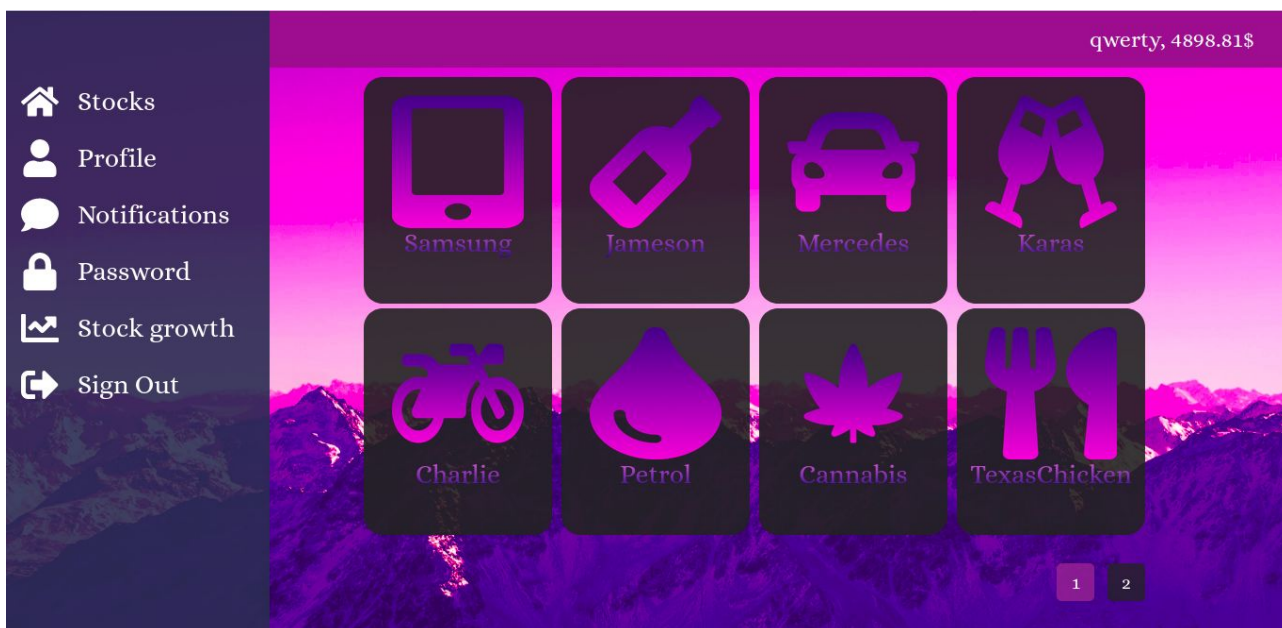 qwerty, 4898.81$
Stocks
Profile
Notifications
Password
Stock growth
Sign Out
Samsung
Jameson
Mercedes
Karas
Charlie
Petrol
Cannabis
TexasChicken
1
2